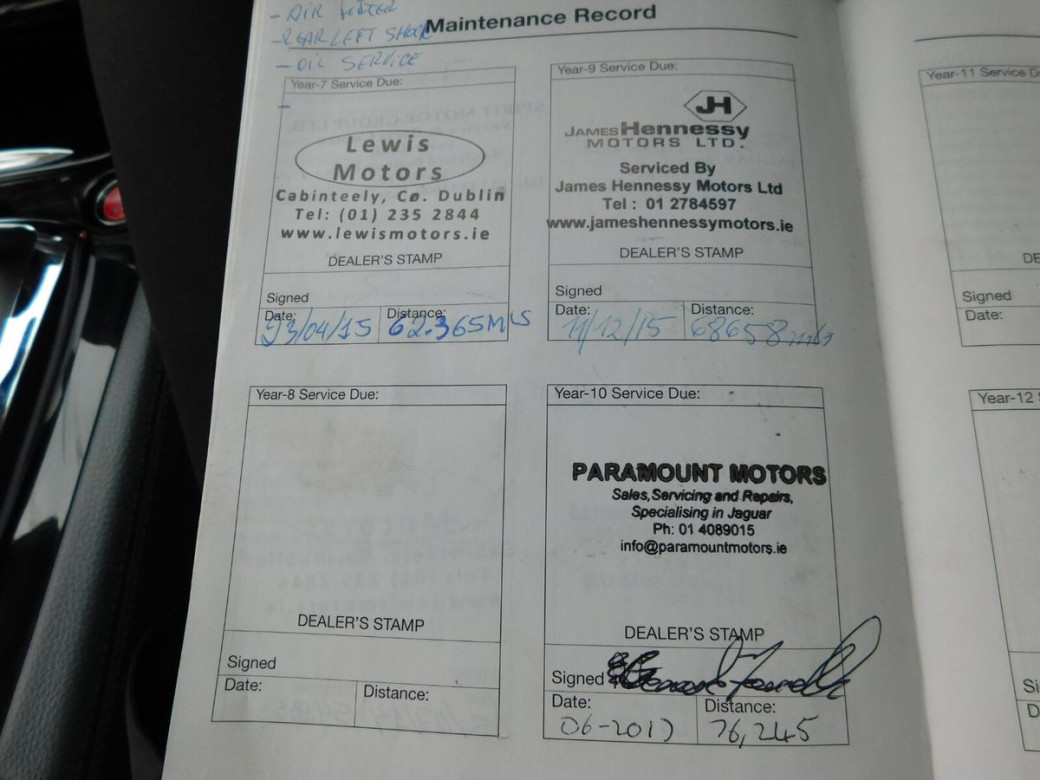 - AIR FILTER
- REAR LEFT SHOCK
- OIL SERVICE
Maintenance Record
Year-7 Service Due:
Lewis
Motors
Cabinteely, Co. Dublin
Tel: (01) 235 2844
www.lewismotors.ie
DEALER'S STAMP
Signed
Date: Distance:
23/04/15 62.365MLS
Year-9 Service Due:
JH
JAMES Hennessy
MOTORS LTD.
Serviced By
James Hennessy Motors Ltd
Tel : 01 2784597
www.jameshennessymotors.ie
DEALER'S STAMP
Signed
Date: Distance:
11/12/15 68658 mls
Year-8 Service Due:
DEALER'S STAMP
Signed
Date: Distance:
Year-10 Service Due:
PARAMOUNT MOTORS
Sales, Servicing and Repairs,
Specialising in Jaguar
Ph: 01 4089015
info@paramountmotors.ie
DEALER'S STAMP
Signed
Date: Distance:
06-2017 76,245
Year-11 Service
DE
Signed
Date:
Year-12
Si
D